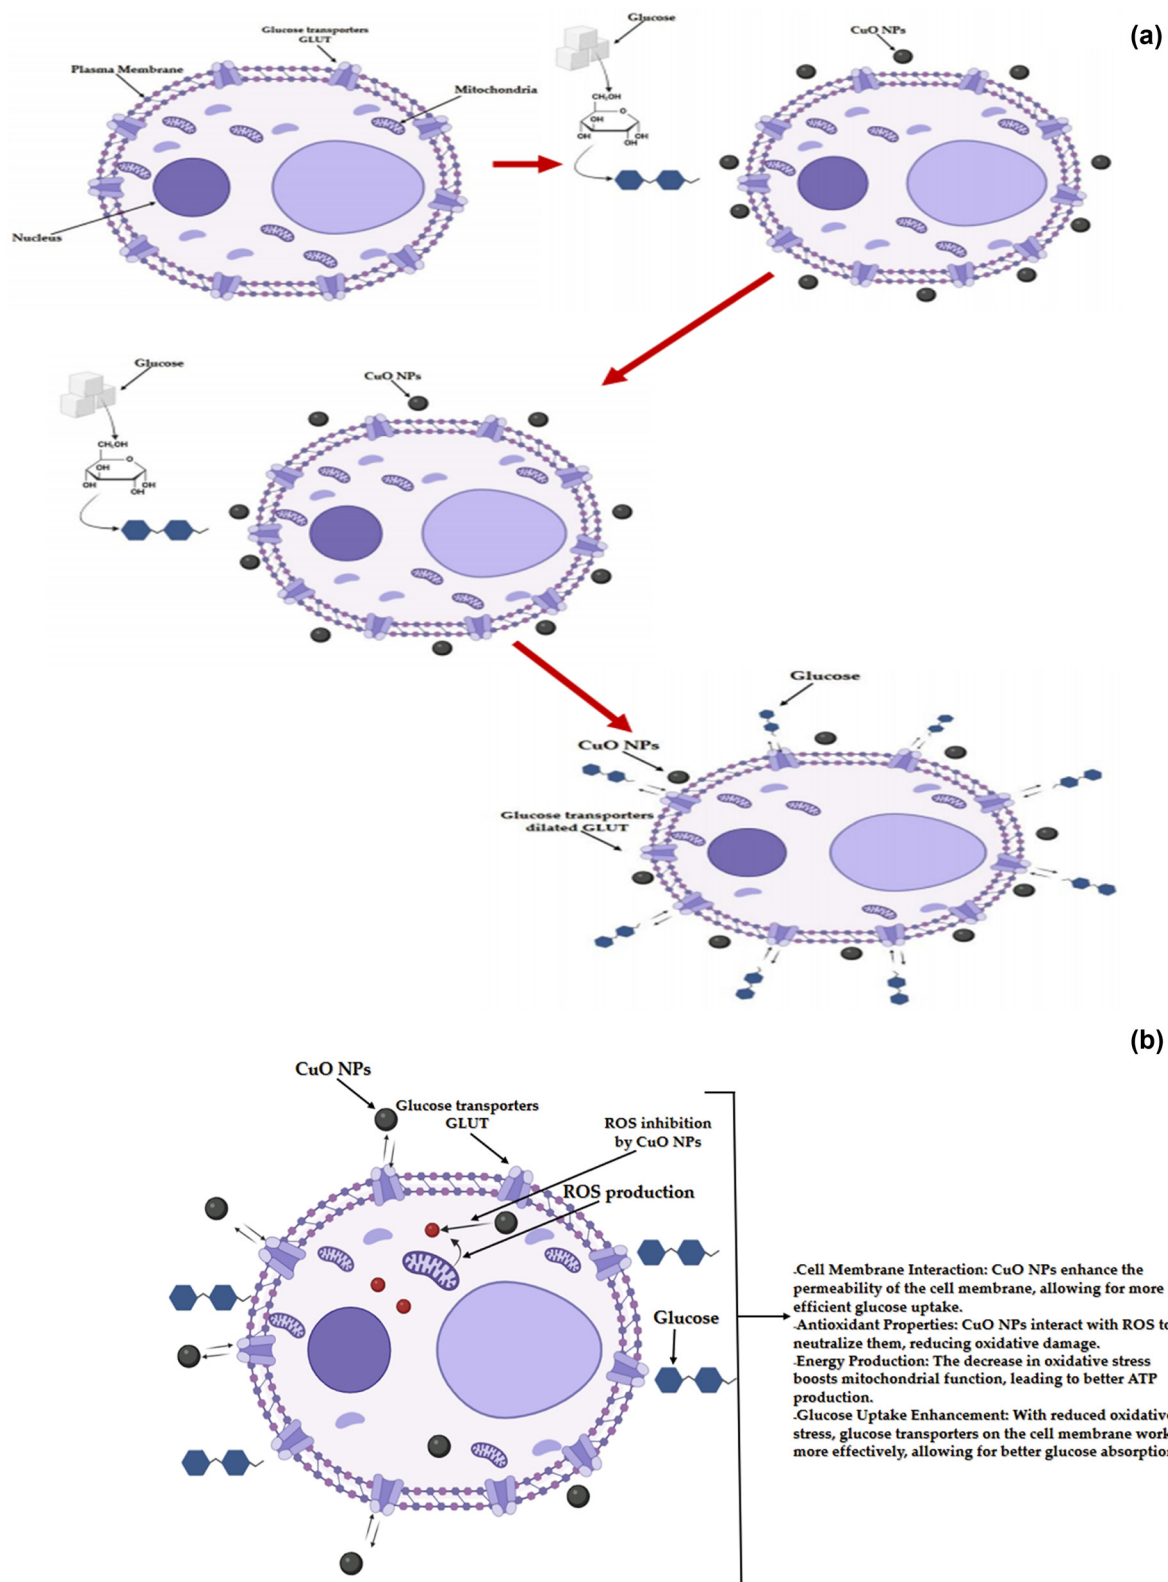 (a)
Glucose transporters
GLUT
Plasma Membrane
Mitochondria
Nucleus
Glucose
CH₂OH
O
OH
OH
OH
OH
CuO NPs
Glucose
CH₂OH
O
OH
OH
OH
OH
CuO NPs
Glucose
CuO NPs
Glucose transporters
dilated GLUT
(b)
CuO NPs
Glucose transporters
GLUT
ROS inhibition
by CuO NPs
ROS production
Glucose
-Cell Membrane Interaction: CuO NPs enhance the
permeability of the cell membrane, allowing for more
efficient glucose uptake.
-Antioxidant Properties: CuO NPs interact with ROS to
neutralize them, reducing oxidative damage.
-Energy Production: The decrease in oxidative stress
boosts mitochondrial function, leading to better ATP
production.
-Glucose Uptake Enhancement: With reduced oxidative
stress, glucose transporters on the cell membrane work
more effectively, allowing for better glucose absorption